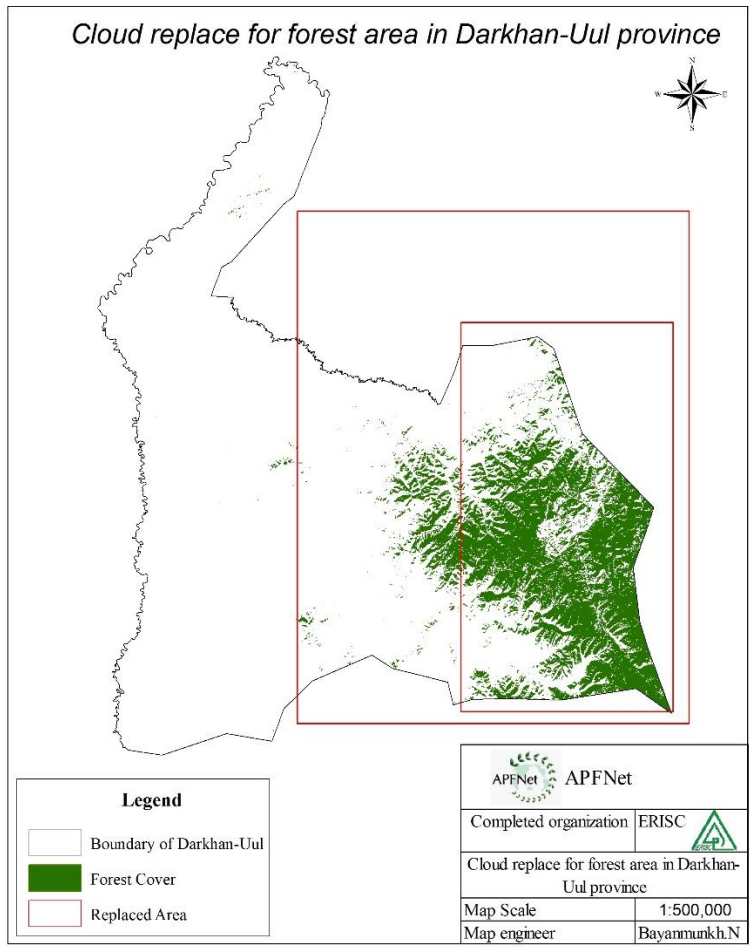 Cloud replace for forest area in Darkhan-Uul province
N
W E
S
Legend
Boundary of Darkhan-Uul
Forest Cover
Replaced Area
APFNet APFNet
Completed organization ERISC
Cloud replace for forest area in Darkhan-
Uul province
Map Scale 1:500,000
Map engineer Bayanmunkh.N